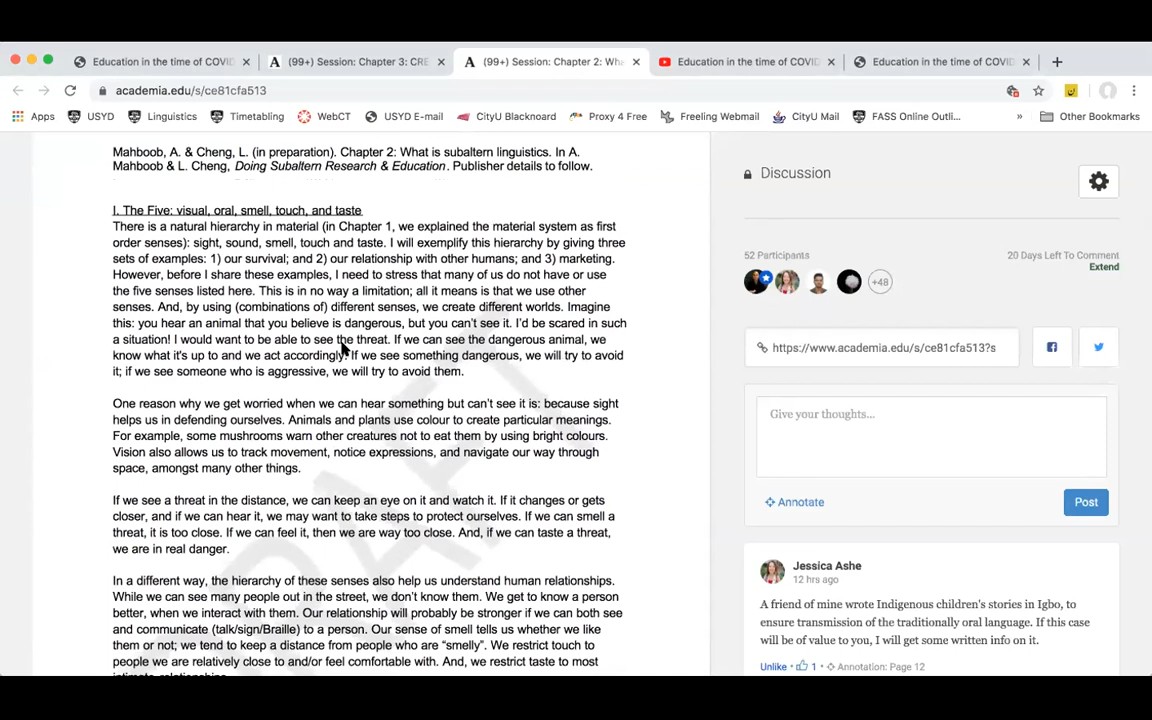 Education in the time of COVID
(99+) Session: Chapter 3: CRE
(99+) Session: Chapter 2: Wha
Education in the time of COVID
Education in the time of COVID
academia.edu/s/ce81cfa513
Apps USYD Linguistics Timetabling WebCT USYD E-mail CityU Blacknoard Proxy 4 Free Freeling Webmail CityU Mail FASS Online Outli... » Other Bookmarks
Mahboob, A. & Cheng, L. (in preparation). Chapter 2: What is subaltern linguistics. In A.
Mahboob & L. Cheng, Doing Subaltern Research & Education. Publisher details to follow.
I. The Five: visual, oral, smell, touch, and taste
There is a natural hierarchy in material (in Chapter 1, we explained the material system as first
order senses): sight, sound, smell, touch and taste. I will exemplify this hierarchy by giving three
sets of examples: 1) our survival; and 2) our relationship with other humans; and 3) marketing.
However, before I share these examples, I need to stress that many of us do not have or use
the five senses listed here. This is in no way a limitation; all it means is that we use other
senses. And, by using (combinations of) different senses, we create different worlds. Imagine
this: you hear an animal that you believe is dangerous, but you can't see it. I'd be scared in such
a situation! I would want to be able to see the threat. If we can see the dangerous animal, we
know what it's up to and we act accordingly. If we see something dangerous, we will try to avoid
it; if we see someone who is aggressive, we will try to avoid them.
One reason why we get worried when we can hear something but can't see it is: because sight
helps us in defending ourselves. Animals and plants use colour to create particular meanings.
For example, some mushrooms warn other creatures not to eat them by using bright colours.
Vision also allows us to track movement, notice expressions, and navigate our way through
space, amongst many other things.
If we see a threat in the distance, we can keep an eye on it and watch it. If it changes or gets
closer, and if we can hear it, we may want to take steps to protect ourselves. If we can smell a
threat, it is too close. If we can feel it, then we are way too close. And, if we can taste a threat,
we are in real danger.
In a different way, the hierarchy of these senses also help us understand human relationships.
While we can see many people out in the street, we don't know them. We get to know a person
better, when we interact with them. Our relationship will probably be stronger if we can both see
and communicate (talk/sign/Braille) to a person. Our sense of smell tells us whether we like
them or not; we tend to keep a distance from people who are "smelly". We restrict touch to
people we are relatively close to and/or feel comfortable with. And, we restrict taste to most
intimate relationships.
DRAFT
Discussion
52 Participants
20 Days Left To Comment
Extend
+48
https://www.academia.edu/s/ce81cfa513?s
Give your thoughts...
Annotate
Post
Jessica Ashe
12 hrs ago
A friend of mine wrote Indigenous children's stories in Igbo, to
ensure transmission of the traditionally oral language. If this case
will be of value to you, I will get some written info on it.
Unlike • 1 • Annotation: Page 12